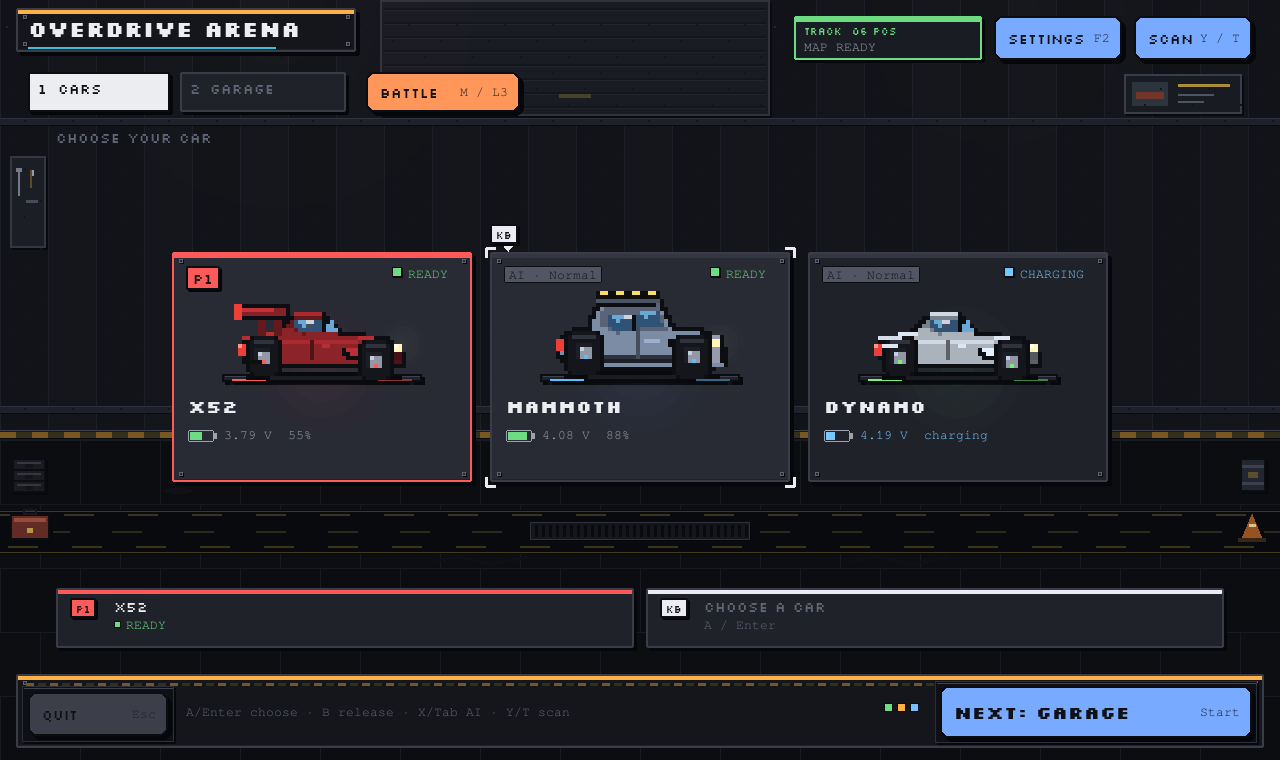 OVERDRIVE ARENA
TRACK 06 POS
MAP READY
SETTINGS F2
SCAN Y / T
1 CARS
2 GARAGE
BATTLE M / L3
CHOOSE YOUR CAR
KB
P1
READY
AI · Normal
READY
AI · Normal
CHARGING
X52
MAMMOTH
DYNAMO
3.79 V 55%
4.08 V 88%
4.19 V charging
P1
X52
READY
KB
CHOOSE A CAR
A / Enter
QUIT Esc
A/Enter choose · B release · X/Tab AI · Y/T scan
NEXT: GARAGE Start